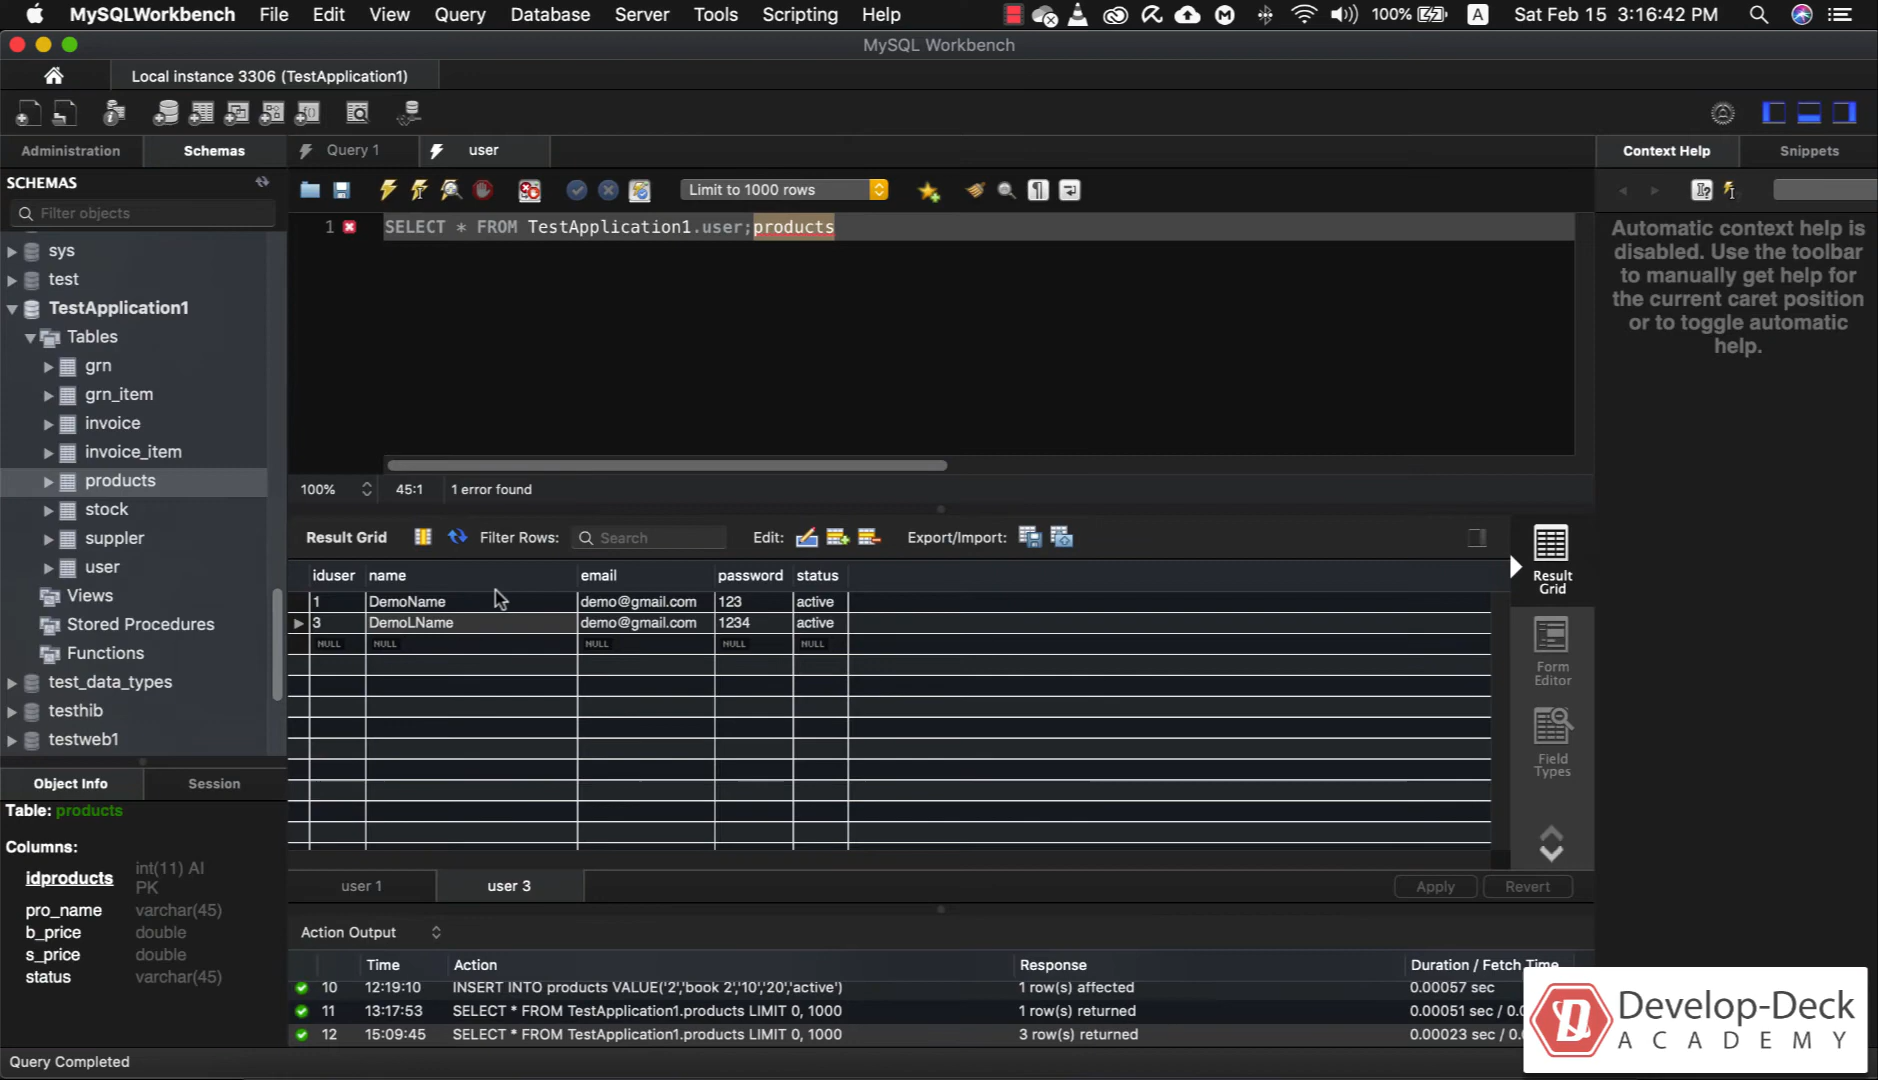 MySQLWorkbench File Edit View Query Database Server Tools Scripting Help 100% A Sat Feb 15 3:16:42 PM
MySQL Workbench
Local instance 3306 (TestApplication1)
Administration Schemas Query 1 user Context Help Snippets
SCHEMAS
Limit to 1000 rows
Filter objects
1 SELECT * FROM TestApplication1.user;products
Automatic context help is
disabled. Use the toolbar
to manually get help for
the current caret position
or to toggle automatic
help.
sys
test
TestApplication1
Tables
grn
grn_item
invoice
invoice_item
products
stock
suppler
user
Views
Stored Procedures
Functions
test_data_types
testhib
testweb1
100% 45:1 1 error found
Result Grid Filter Rows: Search Edit: Export/Import:
iduser name email password status
1 DemoName demo@gmail.com 123 active
3 DemoLName demo@gmail.com 1234 active
NULL NULL NULL NULL NULL
Result
Grid
Form
Editor
Field
Types
user 1 user 3 Apply Revert
Object Info Session
Table: products
Columns:
idproducts int(11) AI
PK
pro_name varchar(45)
b_price double
s_price double
status varchar(45)
Action Output
Time Action Response Duration / Fetch Time
10 12:19:10 INSERT INTO products VALUE('2','book 2','10','20','active') 1 row(s) affected 0.00057 sec
11 13:17:53 SELECT * FROM TestApplication1.products LIMIT 0, 1000 1 row(s) returned 0.00051 sec / 0.0
12 15:09:45 SELECT * FROM TestApplication1.products LIMIT 0, 1000 3 row(s) returned 0.00023 sec / 0.0
Query Completed
Develop-Deck
ACADEMY